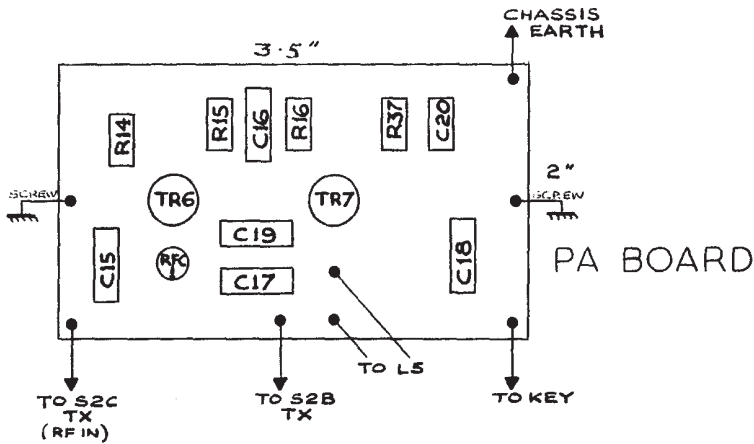 CHASSIS
EARTH
3·5"
R14
R15
C16
R16
R37
C20
2"
SCREW
SCREW
TR6
TR7
C19
C15
RFC
C17
C18
PA BOARD
TO L5
TO S2C
TX
(RF IN)
TO S2B
TX
TO KEY